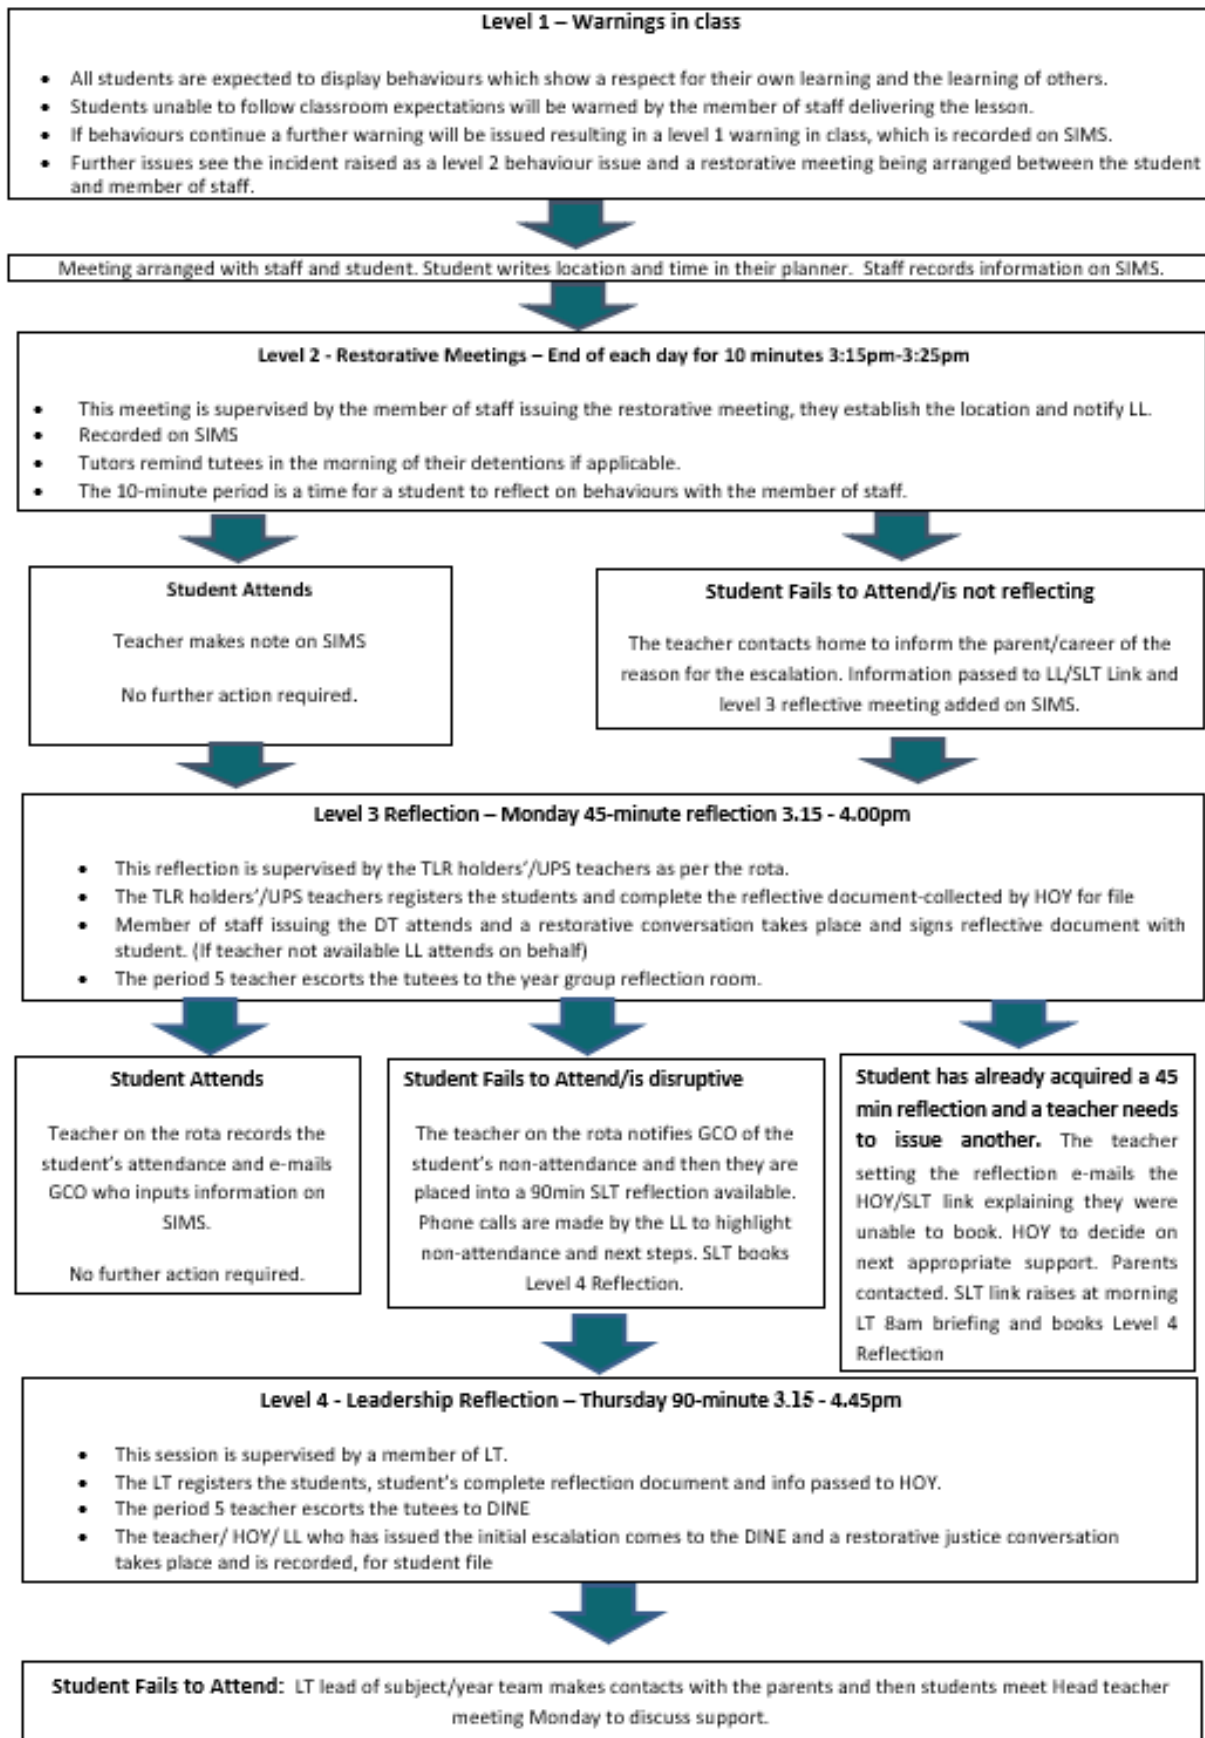 Level 1 – Warnings in class
• All students are expected to display behaviours which show a respect for their own learning and the learning of others.
• Students unable to follow classroom expectations will be warned by the member of staff delivering the lesson.
• If behaviours continue a further warning will be issued resulting in a level 1 warning in class, which is recorded on SIMS.
• Further issues see the incident raised as a level 2 behaviour issue and a restorative meeting being arranged between the student
and member of staff.
Meeting arranged with staff and student. Student writes location and time in their planner. Staff records information on SIMS.
Level 2 - Restorative Meetings – End of each day for 10 minutes 3:15pm-3:25pm
• This meeting is supervised by the member of staff issuing the restorative meeting, they establish the location and notify LL.
• Recorded on SIMS
• Tutors remind tutees in the morning of their detentions if applicable.
• The 10-minute period is a time for a student to reflect on behaviours with the member of staff.
Student Attends
Teacher makes note on SIMS
No further action required.
Student Fails to Attend/is not reflecting
The teacher contacts home to inform the parent/career of the
reason for the escalation. Information passed to LL/SLT Link and
level 3 reflective meeting added on SIMS.
Level 3 Reflection – Monday 45-minute reflection 3.15 - 4.00pm
• This reflection is supervised by the TLR holders'/UPS teachers as per the rota.
• The TLR holders'/UPS teachers registers the students and complete the reflective document-collected by HOY for file
• Member of staff issuing the DT attends and a restorative conversation takes place and signs reflective document with
student. (If teacher not available LL attends on behalf)
• The period 5 teacher escorts the tutees to the year group reflection room.
Student Attends
Teacher on the rota records the
student's attendance and e-mails
GCO who inputs information on
SIMS.
No further action required.
Student Fails to Attend/is disruptive
The teacher on the rota notifies GCO of the
student's non-attendance and then they are
placed into a 90min SLT reflection available.
Phone calls are made by the LL to highlight
non-attendance and next steps. SLT books
Level 4 Reflection.
Student has already acquired a 45
min reflection and a teacher needs
to issue another. The teacher
setting the reflection e-mails the
HOY/SLT link explaining they were
unable to book. HOY to decide on
next appropriate support. Parents
contacted. SLT link raises at morning
LT 8am briefing and books Level 4
Reflection
Level 4 - Leadership Reflection – Thursday 90-minute 3.15 - 4.45pm
• This session is supervised by a member of LT.
• The LT registers the students, student's complete reflection document and info passed to HOY.
• The period 5 teacher escorts the tutees to DINE
• The teacher/ HOY/ LL who has issued the initial escalation comes to the DINE and a restorative justice conversation
takes place and is recorded, for student file
Student Fails to Attend: LT lead of subject/year team makes contacts with the parents and then students meet Head teacher
meeting Monday to discuss support.